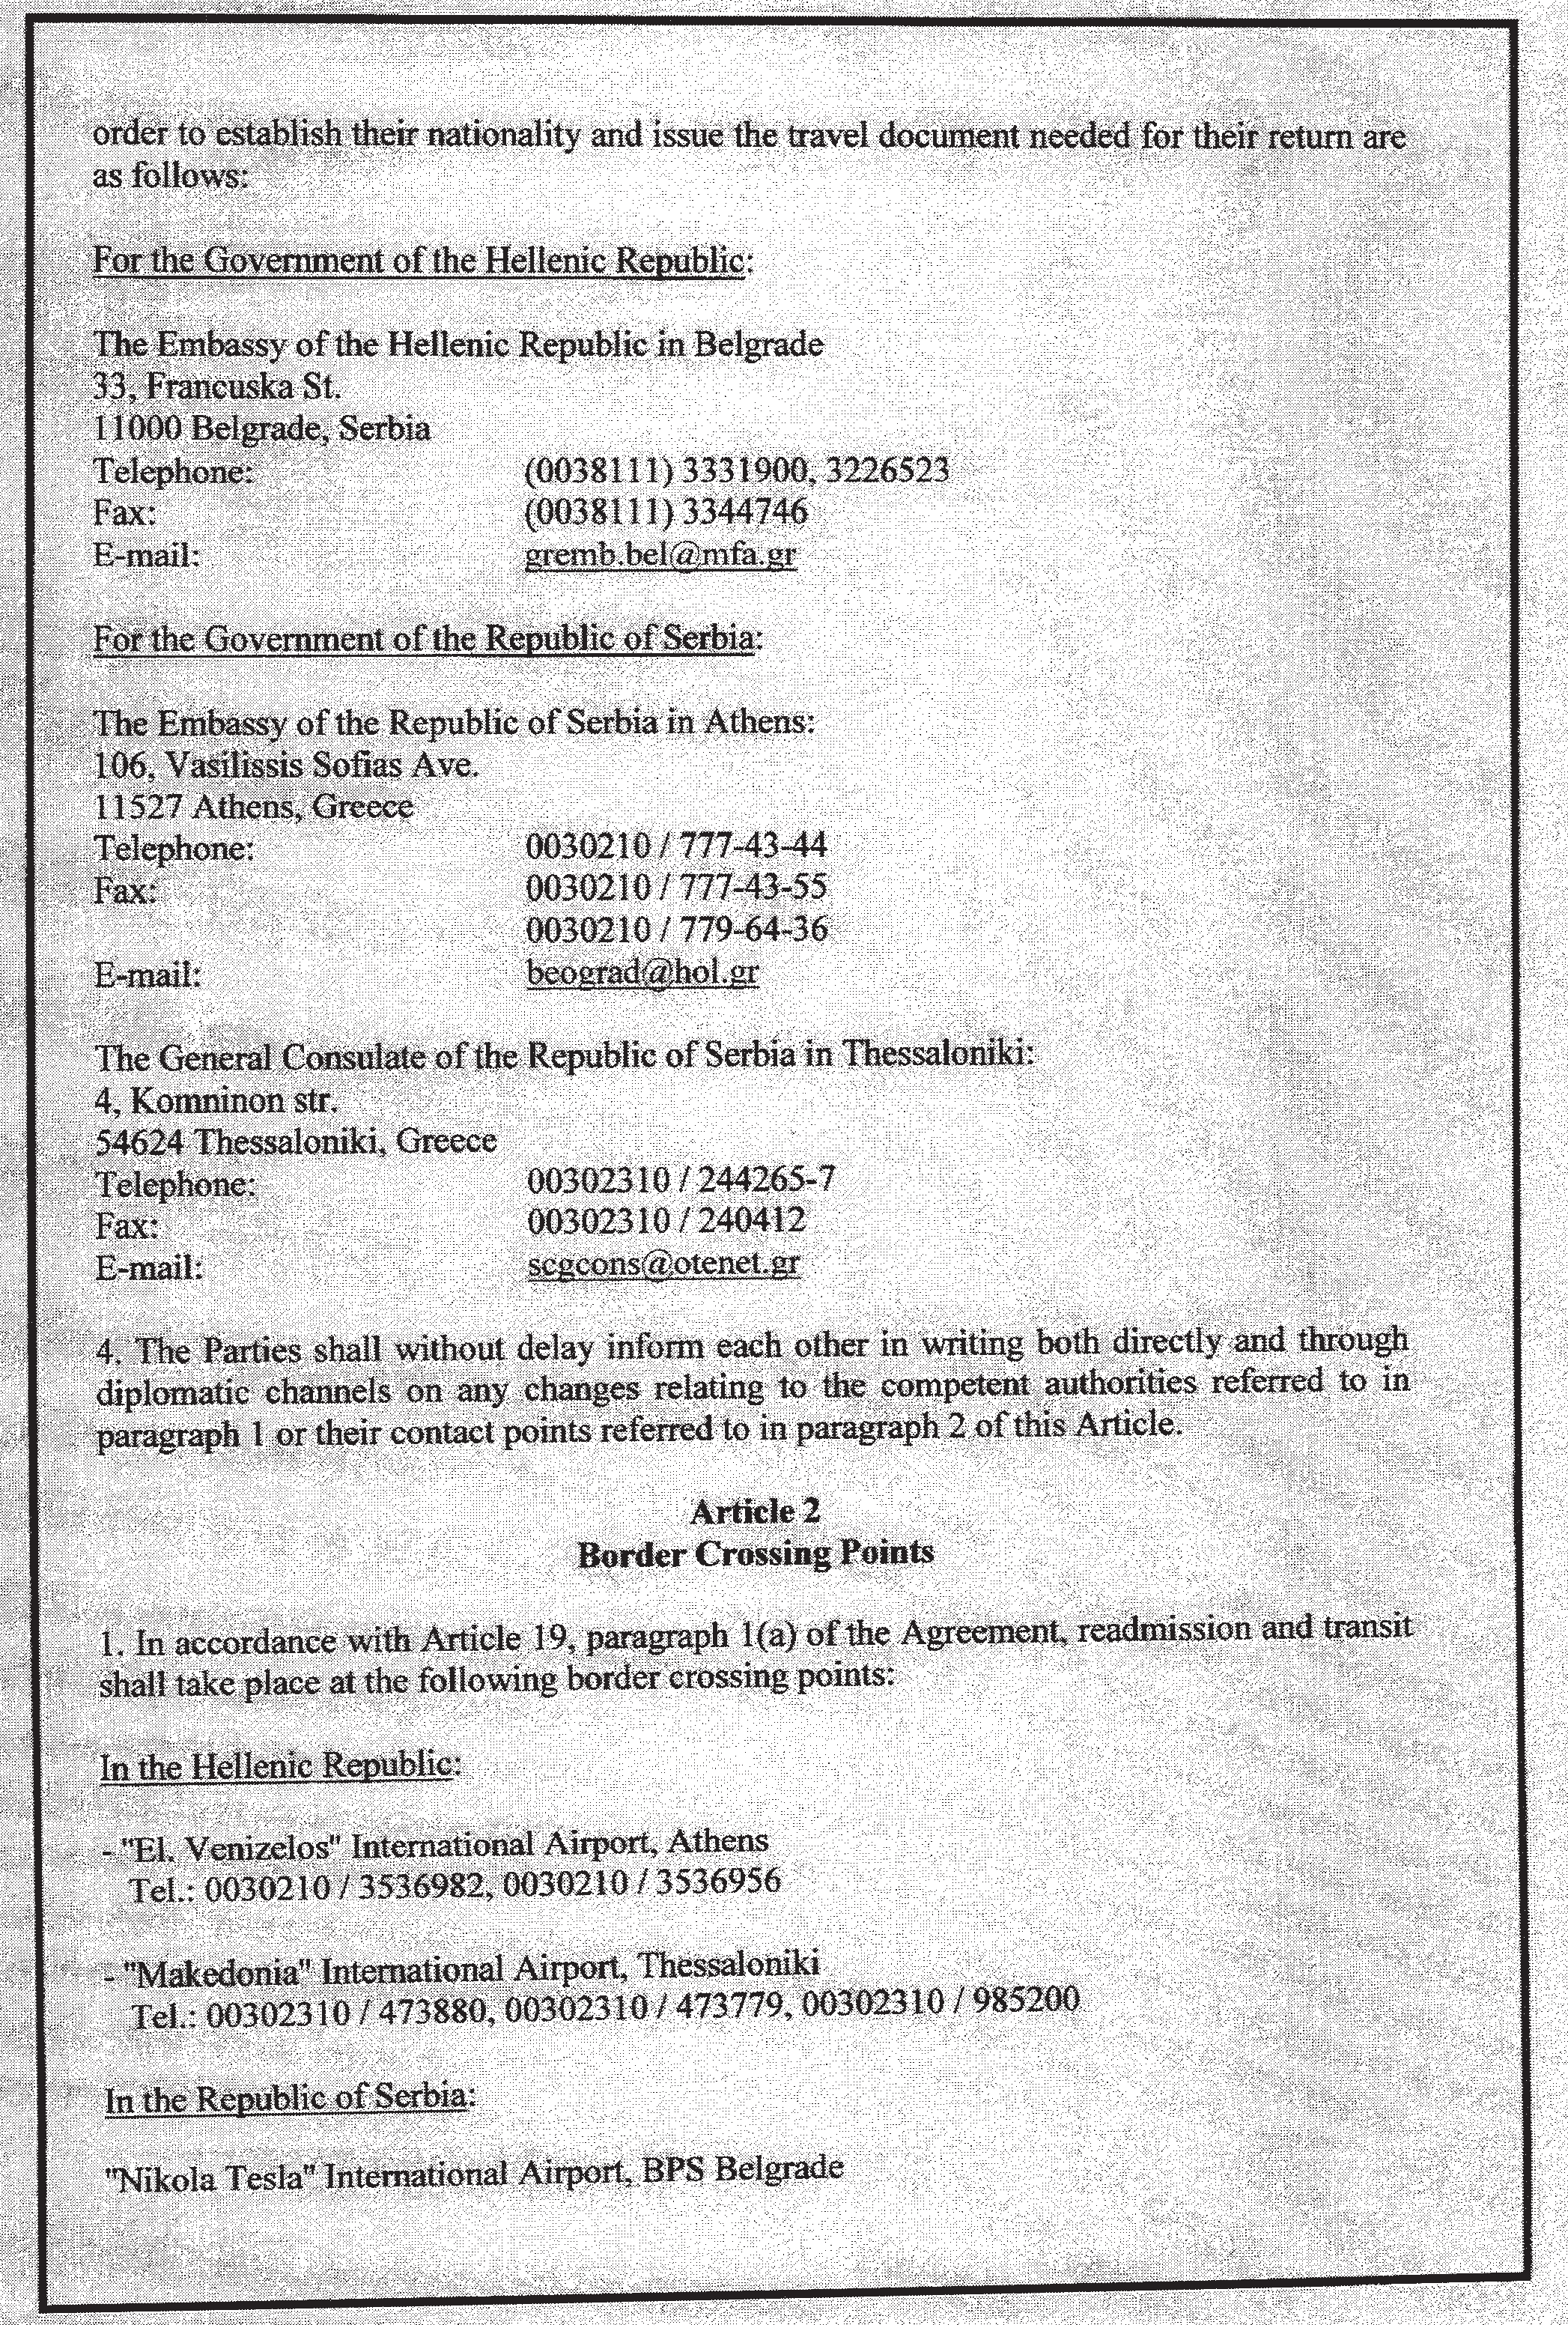 order to establish their nationality and issue the travel document needed for their return are
as follows:
For the Government of the Hellenic Republic:
The Embassy of the Hellenic Republic in Belgrade
33, Francuska St.
11000 Belgrade, Serbia
Telephone: (0038111) 3331900, 3226523
Fax: (0038111) 3344746
E-mail: gremb.bel@mfa.gr
For the Government of the Republic of Serbia:
The Embassy of the Republic of Serbia in Athens:
106, Vasilissis Sofias Ave.
11527 Athens, Greece
Telephone: 0030210 / 777-43-44
Fax: 0030210 / 777-43-55
0030210 / 779-64-36
E-mail: beograd@hol.gr
The General Consulate of the Republic of Serbia in Thessaloniki:
4, Komninon str.
54624 Thessaloniki, Greece
Telephone: 00302310 / 244265-7
Fax: 00302310 / 240412
E-mail: scgcons@otenet.gr
4. The Parties shall without delay inform each other in writing both directly and through
diplomatic channels on any changes relating to the competent authorities referred to in
paragraph 1 or their contact points referred to in paragraph 2 of this Article.
Article 2
Border Crossing Points
1. In accordance with Article 19, paragraph 1(a) of the Agreement, readmission and transit
shall take place at the following border crossing points:
In the Hellenic Republic:
- "El. Venizelos" International Airport, Athens
Tel.: 0030210 / 3536982, 0030210 / 3536956
- "Makedonia" International Airport, Thessaloniki
Tel.: 00302310 / 473880, 00302310 / 473779, 00302310 / 985200
In the Republic of Serbia:
"Nikola Tesla" International Airport, BPS Belgrade